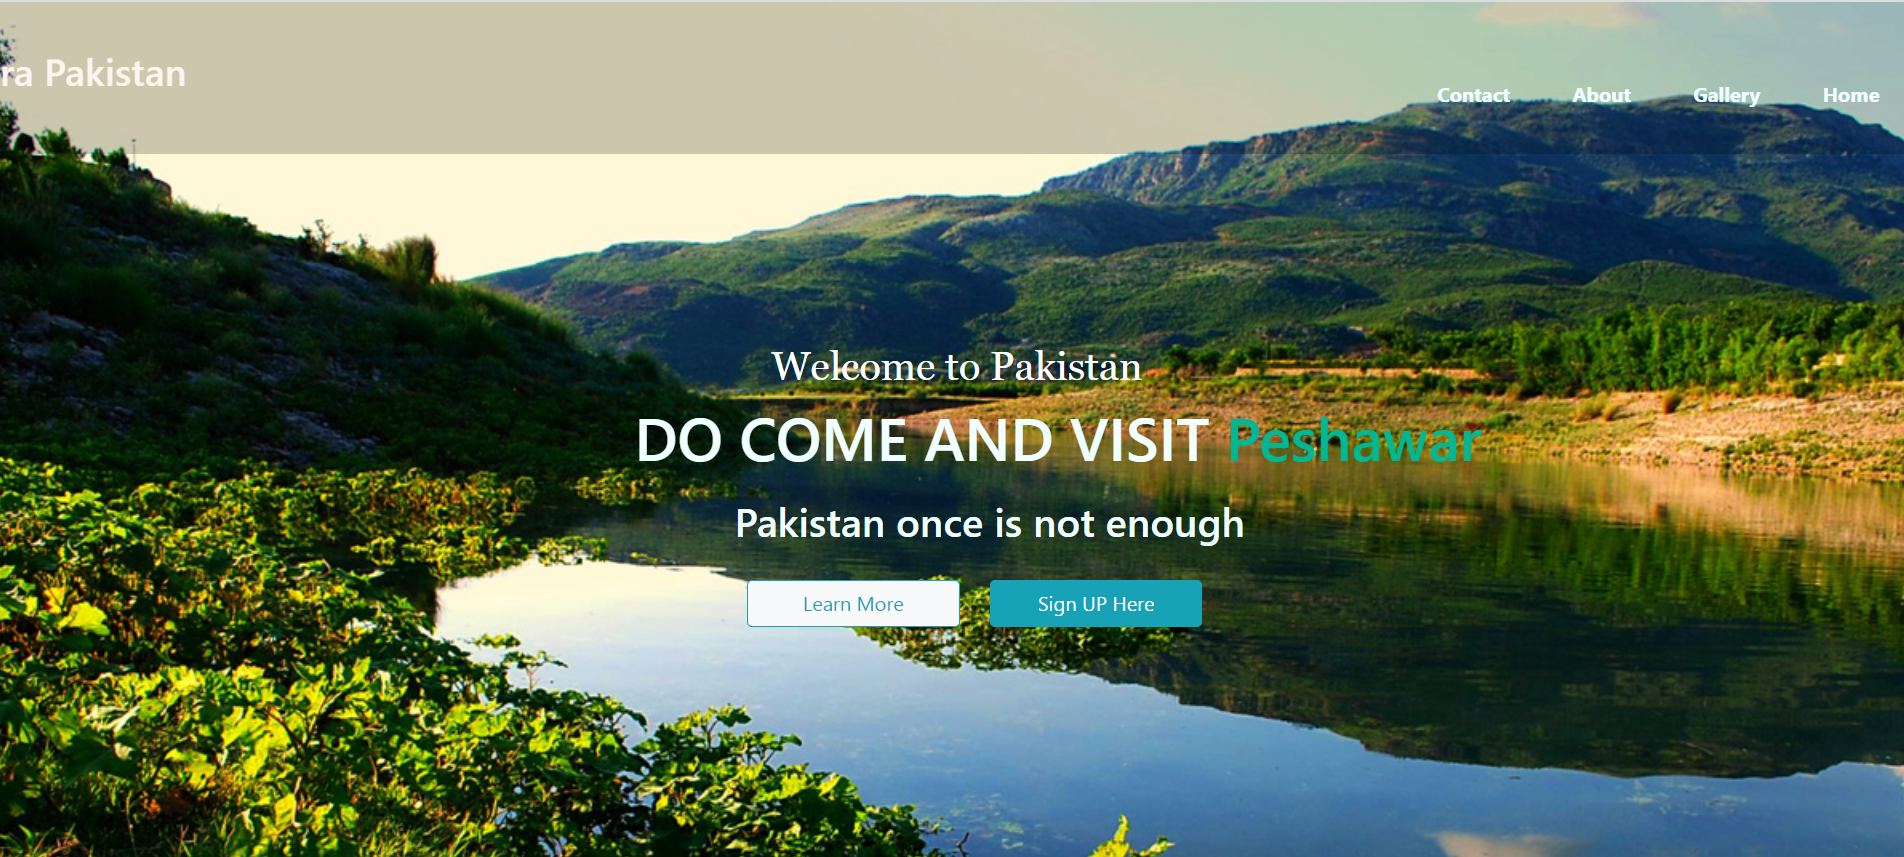 ra Pakistan
Contact About Gallery Home
Welcome to Pakistan
DO COME AND VISIT Peshawar
Pakistan once is not enough
Learn More Sign UP Here